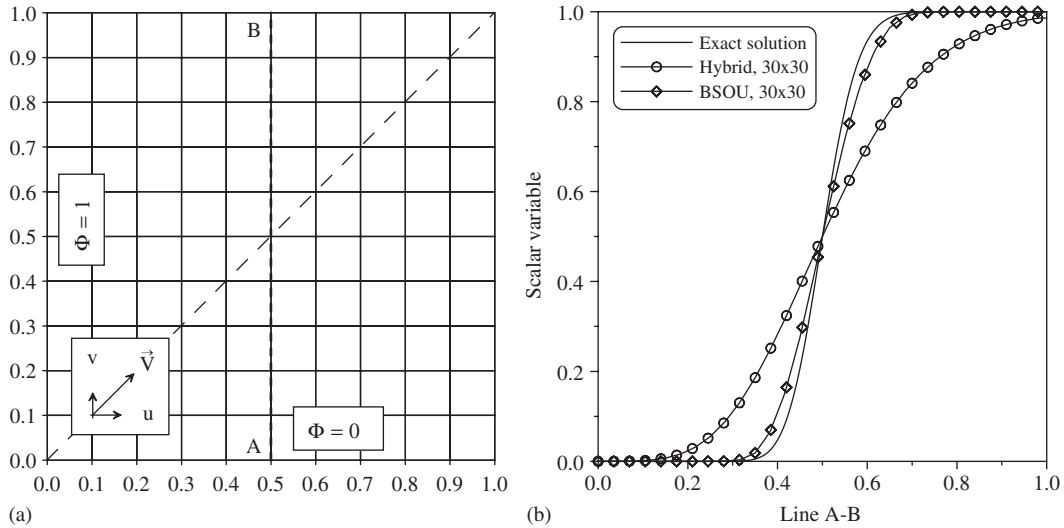 1.0
0.9
0.8
0.7
0.6
0.5
0.4
0.3
0.2
0.1
0.0
0.0 0.1 0.2 0.3 0.4 0.5 0.6 0.7 0.8 0.9 1.0
B
Φ = 1
v V⃗
u
A
Φ = 0
(a)
1.0
0.8
0.6
0.4
0.2
0.0
Scalar variable
Exact solution
Hybrid, 30x30
BSOU, 30x30
0.0 0.2 0.4 0.6 0.8 1.0
Line A-B
(b)